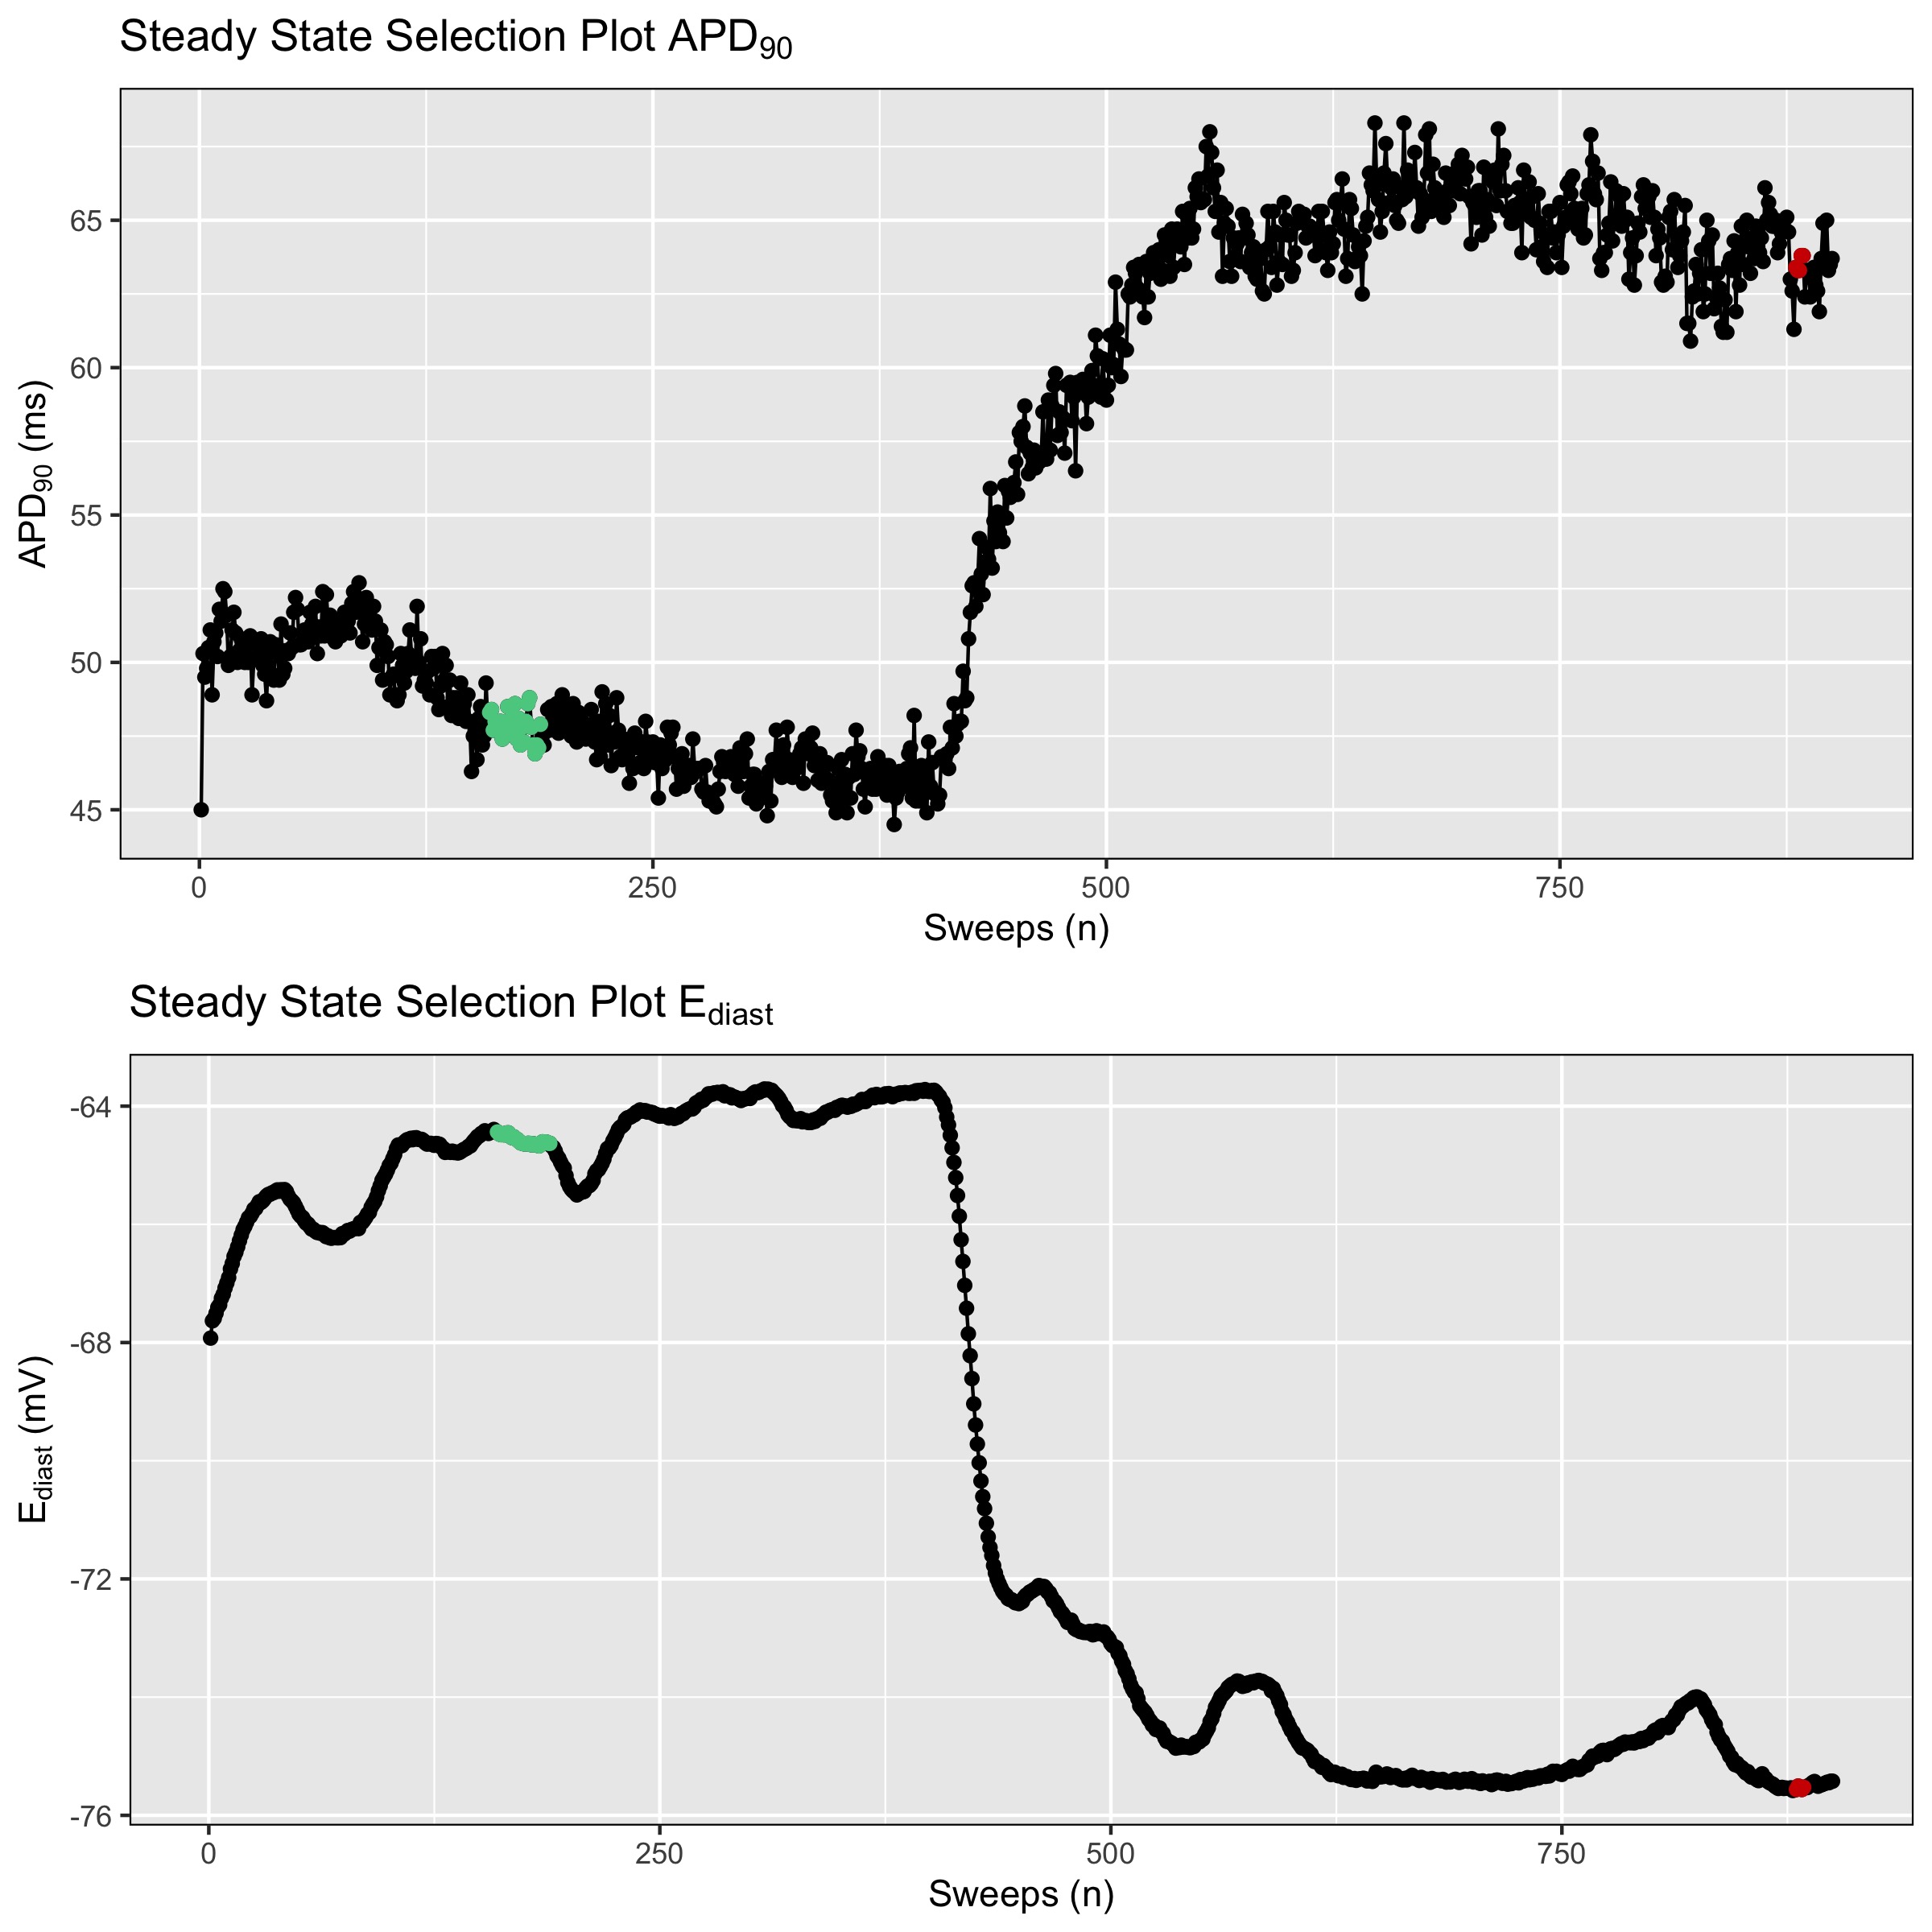 Steady State Selection Plot APD90
65
60
55
50
45
APD90 (ms)
0 250 500 750
Sweeps (n)
Steady State Selection Plot Ediast
-64
-68
-72
-76
Ediast (mV)
0 250 500 750
Sweeps (n)